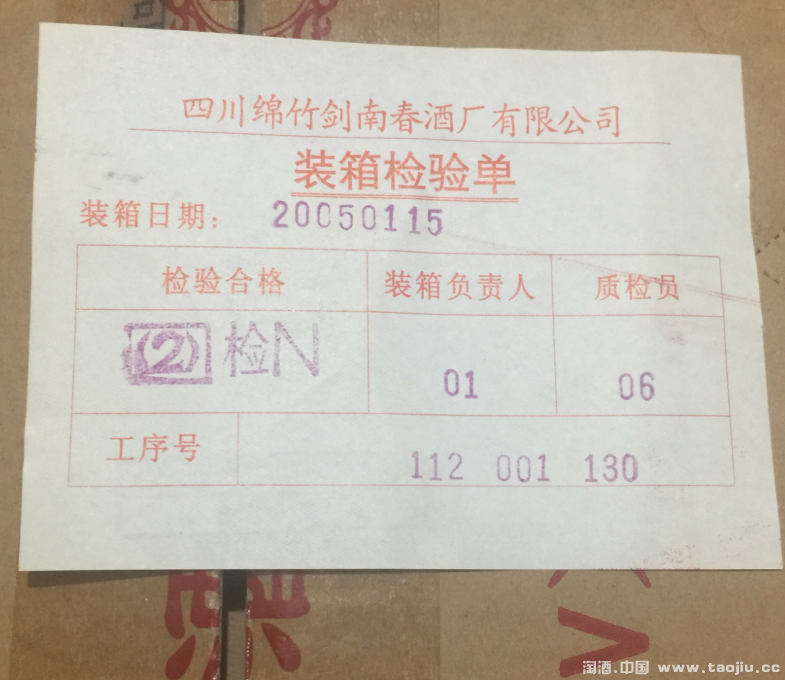 四川绵竹剑南春酒厂有限公司
装箱检验单
装箱日期: 20050115
检验合格 装箱负责人 质检员
(2) 检N 01 06
工序号 112 001 130
淘酒.中国 www.taojiu.cc